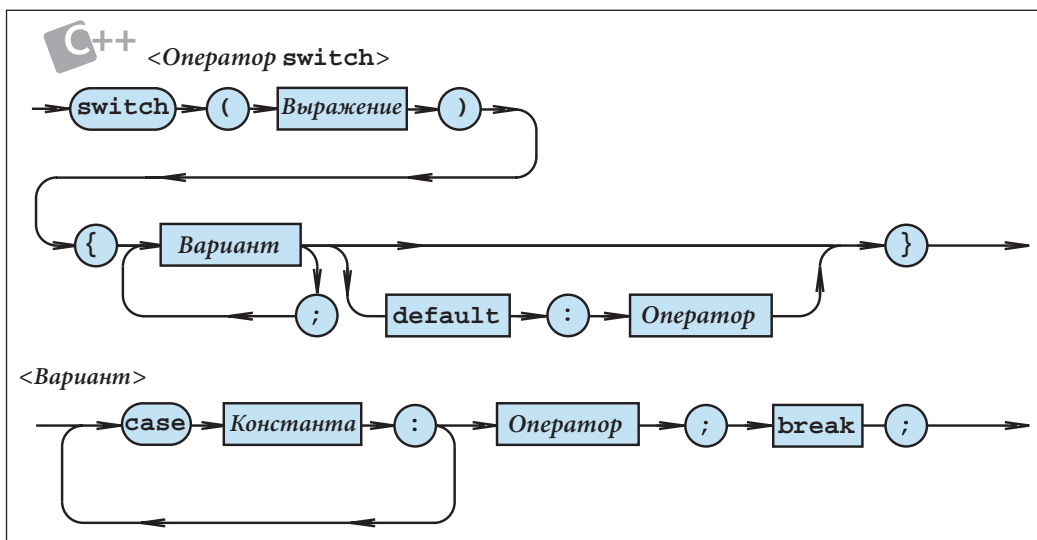 C++
<Оператор switch>
switch ( Выражение )
{ Вариант }
; default : Оператор
<Вариант>
case Константа : Оператор ; break ;